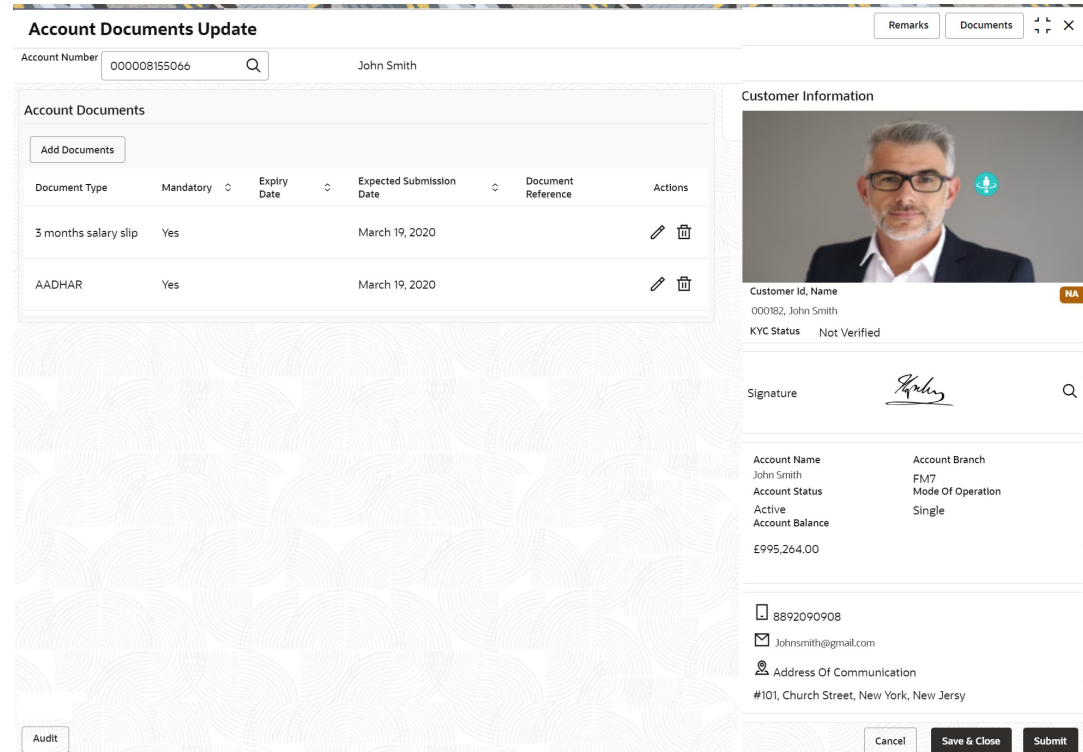 Account Documents Update
Remarks
Documents
Account Number
000008155066
John Smith
Account Documents
Add Documents
Document Type
Mandatory
Expiry
Date
Expected Submission
Date
Document
Reference
Actions
3 months salary slip
Yes
March 19, 2020
AADHAR
Yes
March 19, 2020
Customer Information
Customer Id, Name
NA
000182, John Smith
KYC Status Not Verified
Signature
Account Name
John Smith
Account Status
Active
Account Balance
£995,264.00
Account Branch
FM7
Mode Of Operation
Single
8892090908
Johnsmith@gmail.com
Address Of Communication
#101, Church Street, New York, New Jersy
Audit
Cancel
Save & Close
Submit